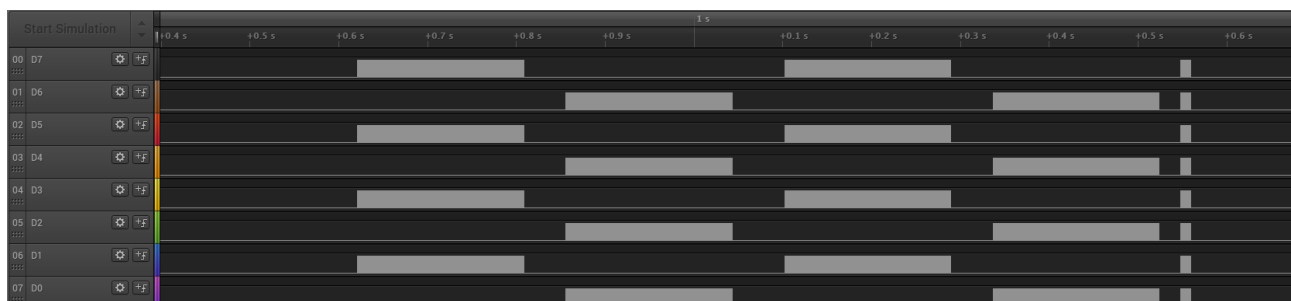 Start Simulation
1 s
+0.4 s +0.5 s +0.6 s +0.7 s +0.8 s +0.9 s +0.1 s +0.2 s +0.3 s +0.4 s +0.5 s +0.6 s
00 D7
01 D6
02 D5
03 D4
04 D3
05 D2
06 D1
07 D0